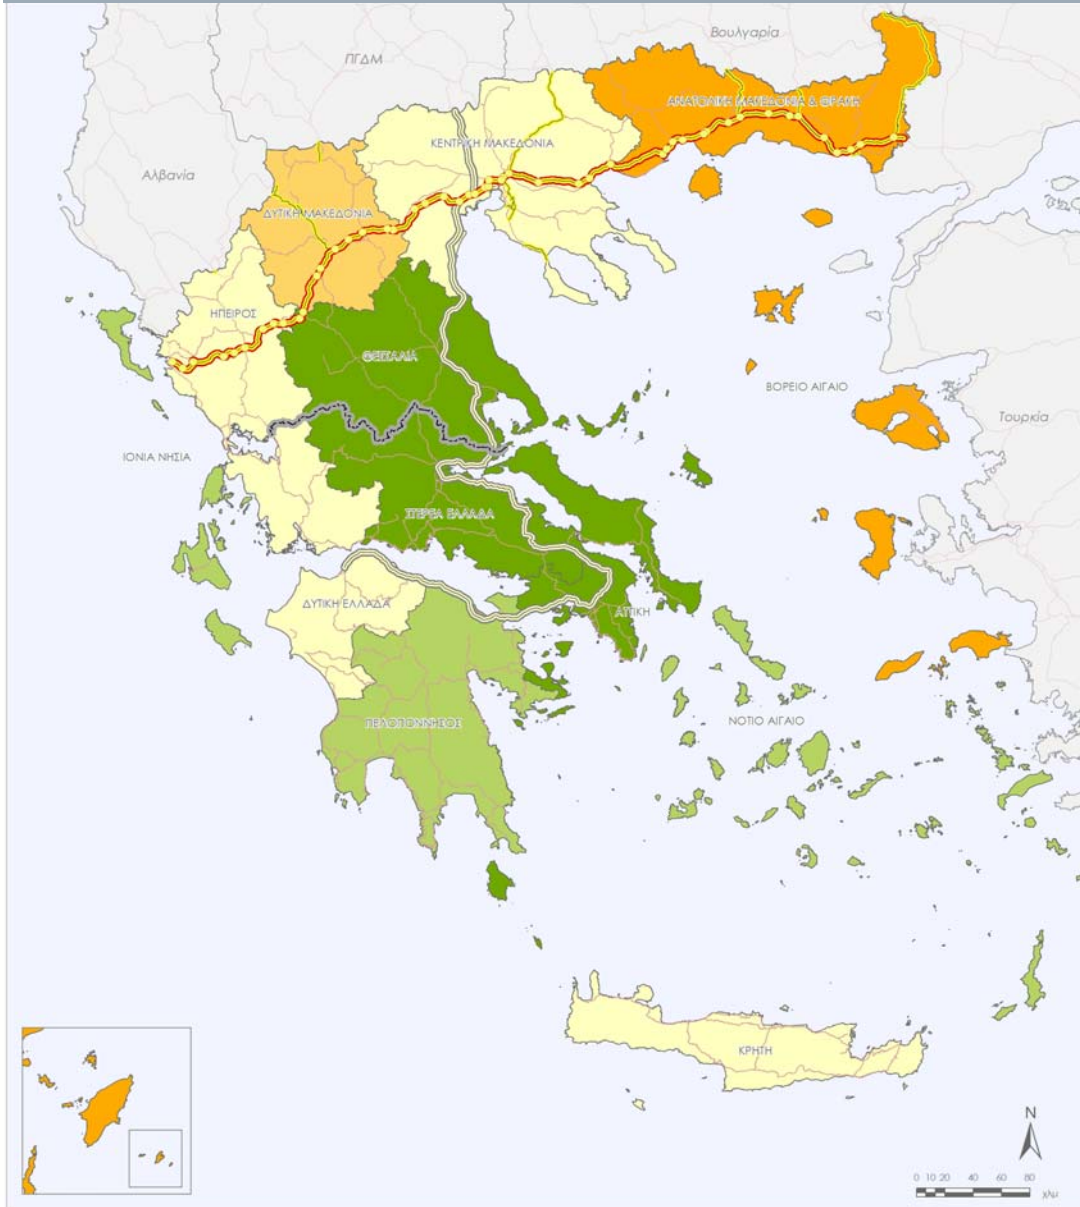 Βουλγαρία
ΠΓΔΜ
ΑΝΑΤΟΛΙΚΗ ΜΑΚΕΔΟΝΙΑ & ΘΡΑΚΗ
ΚΕΝΤΡΙΚΗ ΜΑΚΕΔΟΝΙΑ
Αλβανία
ΔΥΤΙΚΗ ΜΑΚΕΔΟΝΙΑ
ΗΠΕΙΡΟΣ
ΘΕΣΣΑΛΙΑ
ΒΟΡΕΙΟ ΑΙΓΑΙΟ
Τουρκία
ΙΟΝΙΑ ΝΗΣΙΑ
ΣΤΕΡΕΑ ΕΛΛΑΔΑ
ΔΥΤΙΚΗ ΕΛΛΑΔΑ
ΑΤΤΙΚΗ
ΠΕΛΟΠΟΝΝΗΣΟΣ
ΝΟΤΙΟ ΑΙΓΑΙΟ
ΚΡΗΤΗ
N
0 10 20 40 60 80
χλμ